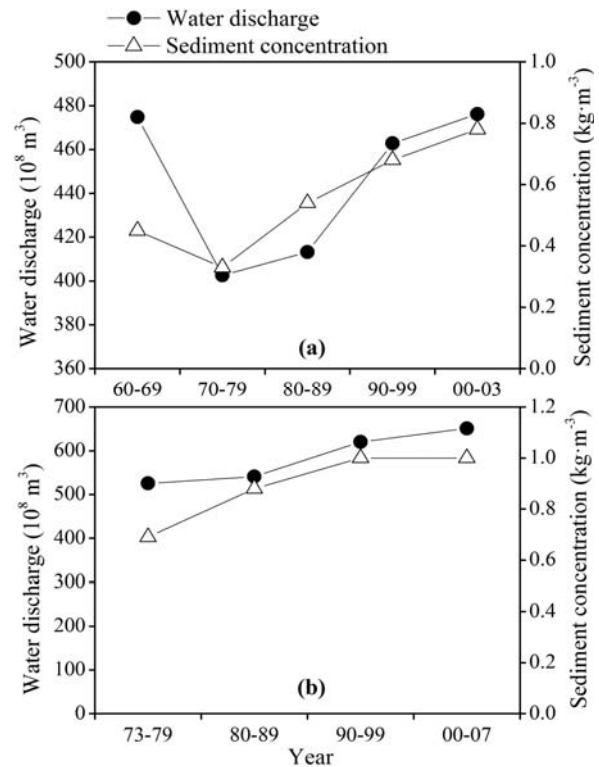 Water discharge
Sediment concentration
500
480
460
440
420
400
380
360
1.0
0.8
0.6
0.4
0.2
0.0
Water discharge (10⁸ m³)
Sediment concentration (kg·m⁻³)
(a)
60-69 70-79 80-89 90-99 00-03
700
600
500
400
300
200
100
0
1.2
1.0
0.8
0.6
0.4
0.2
0.0
Water discharge (10⁸ m³)
Sediment concentration (kg·m⁻³)
(b)
73-79 80-89 90-99 00-07
Year